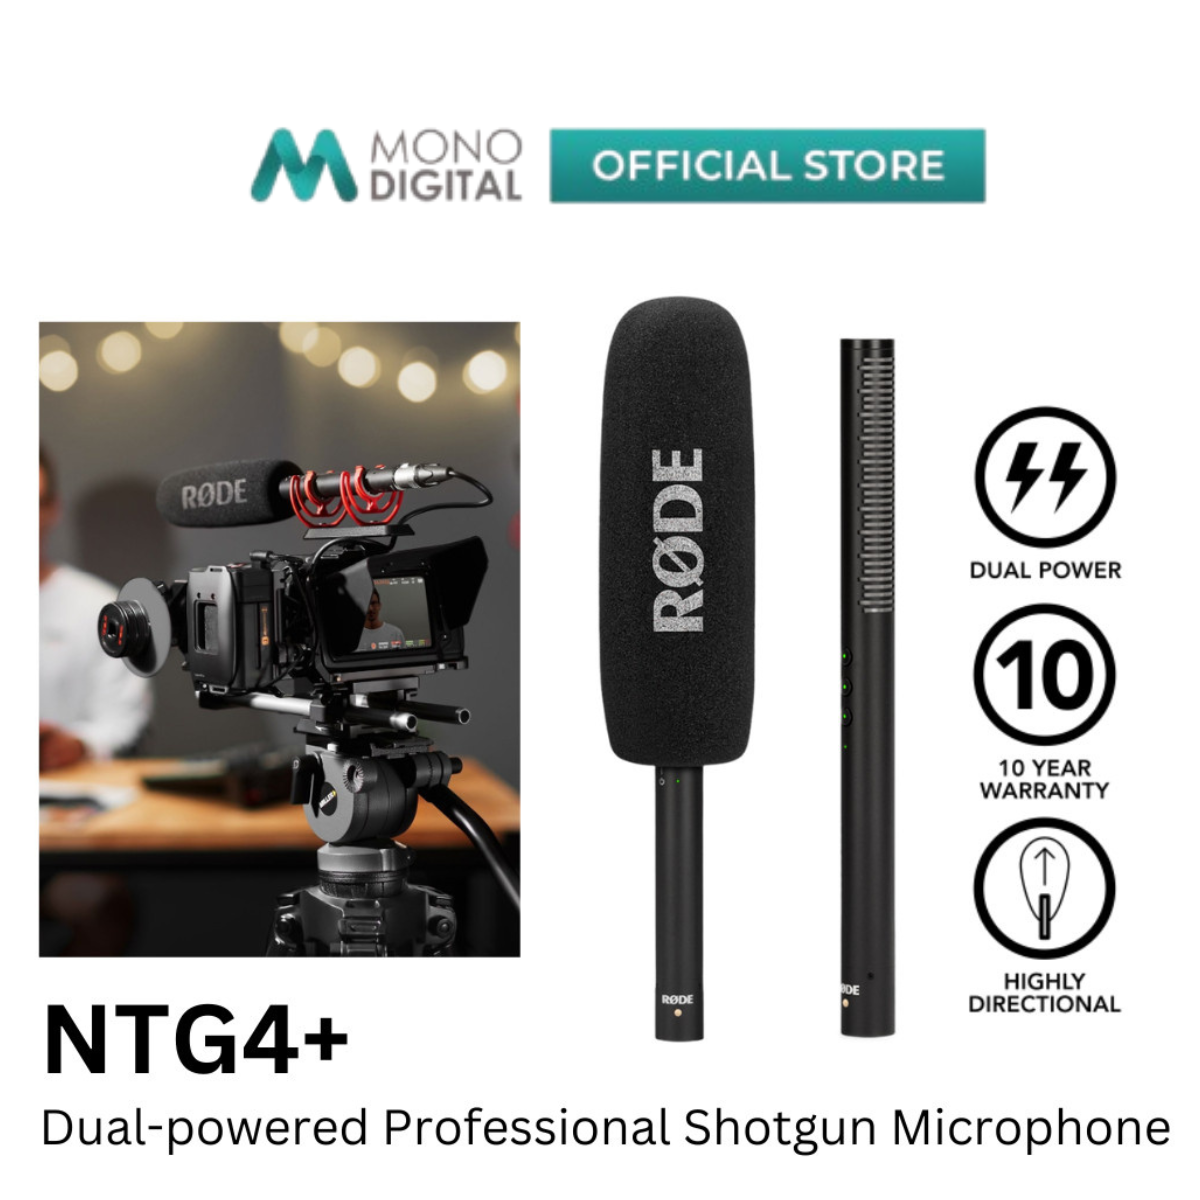 MONO
DIGITAL
OFFICIAL STORE
RØDE
RØDE
RØDE
DUAL POWER
10
10 YEAR
WARRANTY
HIGHLY
DIRECTIONAL
NTG4+
Dual-powered Professional Shotgun Microphone